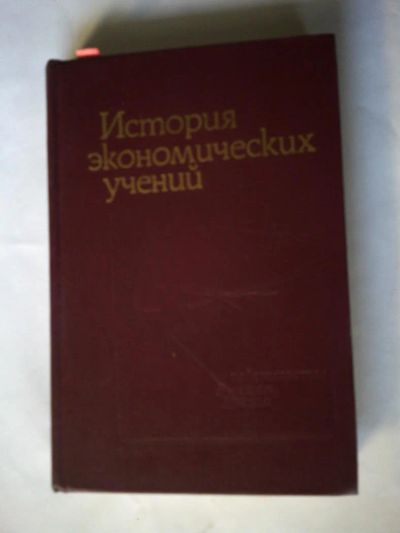 История
экономических
учений